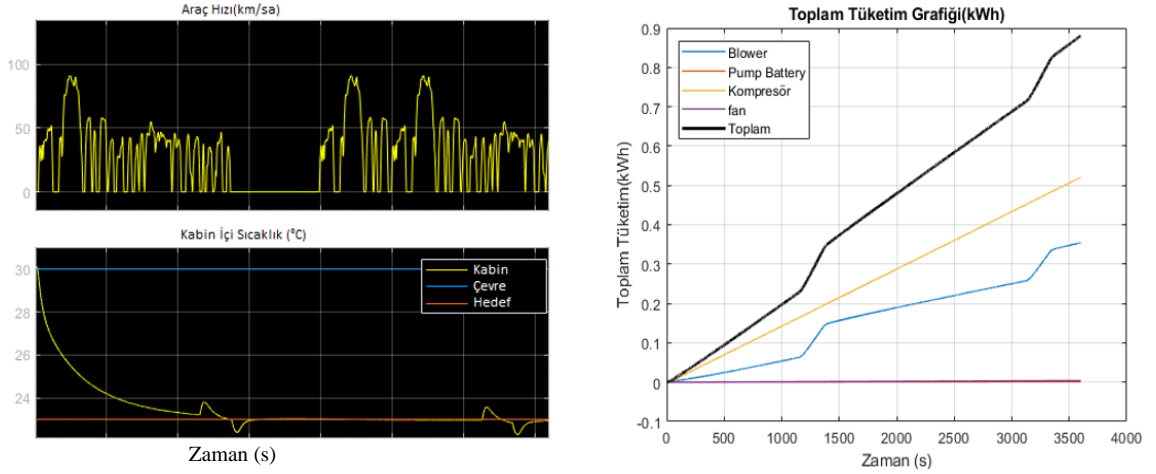 Araç Hızı(km/sa)
100
50
0
Kabin İçi Sıcaklık (⁰C)
30
28
26
24
Kabin
Çevre
Hedef
Zaman (s)
Toplam Tüketim Grafiği(kWh)
Toplam Tüketim(kWh)
0.9
0.8
0.7
0.6
0.5
0.4
0.3
0.2
0.1
0
-0.1
Blower
Pump Battery
Kompresör
fan
Toplam
0 500 1000 1500 2000 2500 3000 3500 4000
Zaman (s)